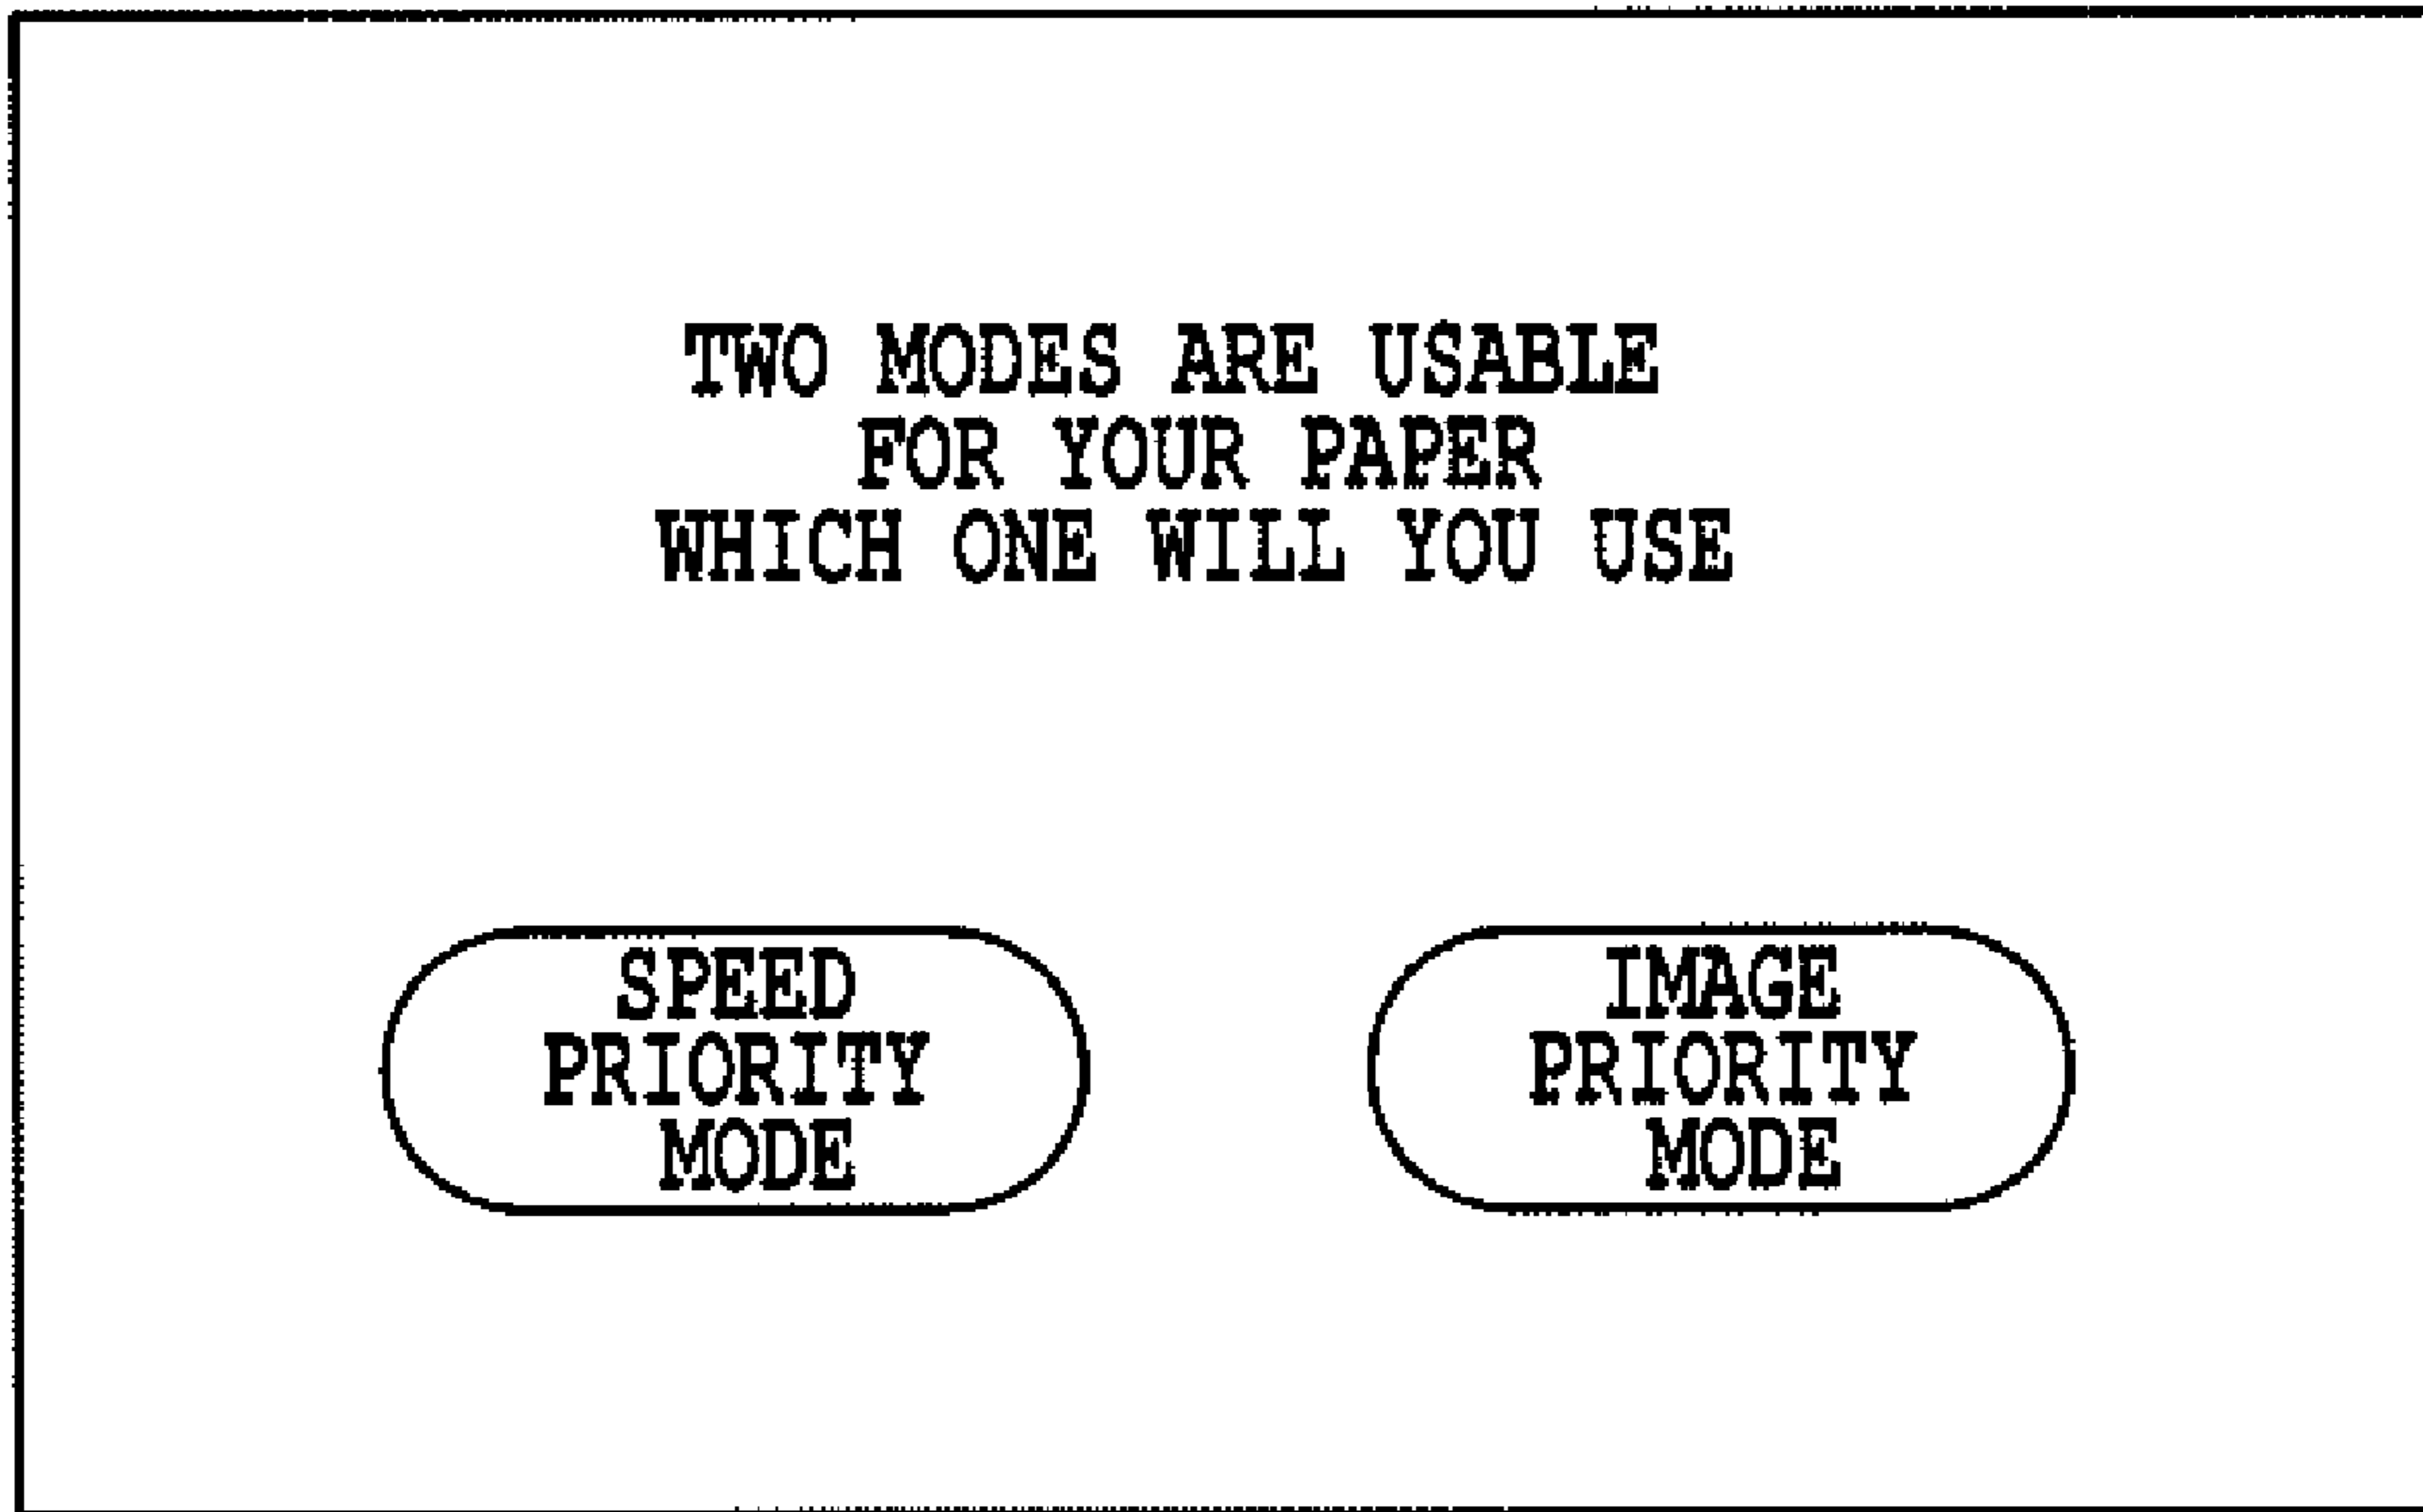 TWO MODES ARE USABLE
FOR YOUR PAPER
WHICH ONE WILL YOU USE
SPEED
PRIORITY
MODE
IMAGE
PRIORITY
MODE